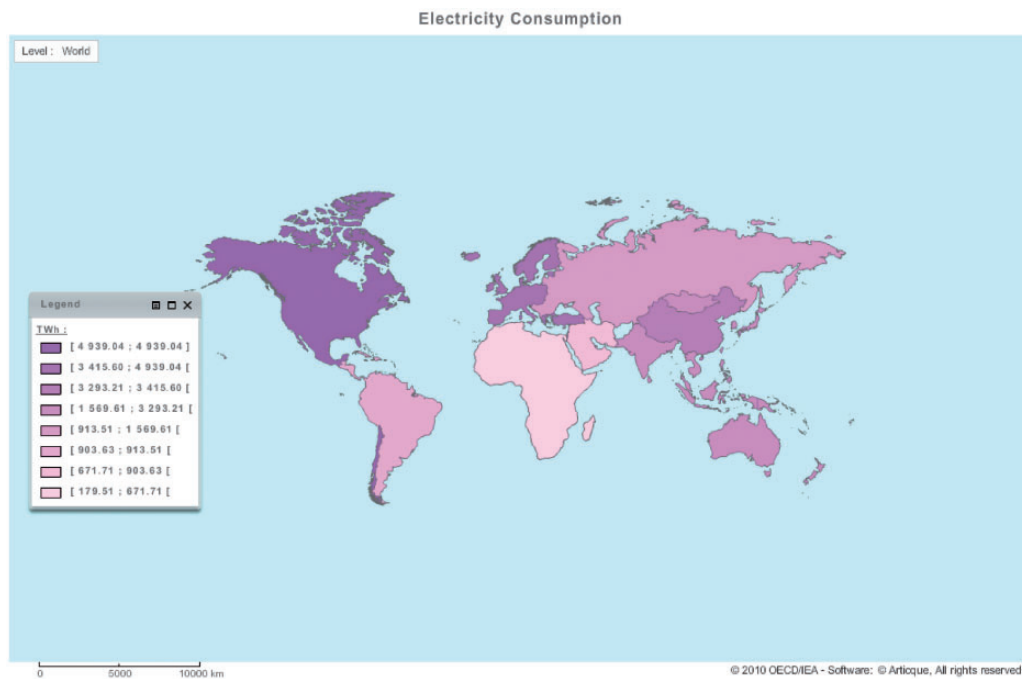 Electricity Consumption
Level : World
Legend
TWh :
[ 4 939.04 ; 4 939.04 ]
[ 3 415.60 ; 4 939.04 [
[ 3 293.21 ; 3 415.60 [
[ 1 569.61 ; 3 293.21 [
[ 913.51 ; 1 569.61 [
[ 903.63 ; 913.51 [
[ 671.71 ; 903.63 [
[ 179.51 ; 671.71 [
0 5000 10000 km
© 2010 OECD/IEA - Software: © Articque, All rights reserved